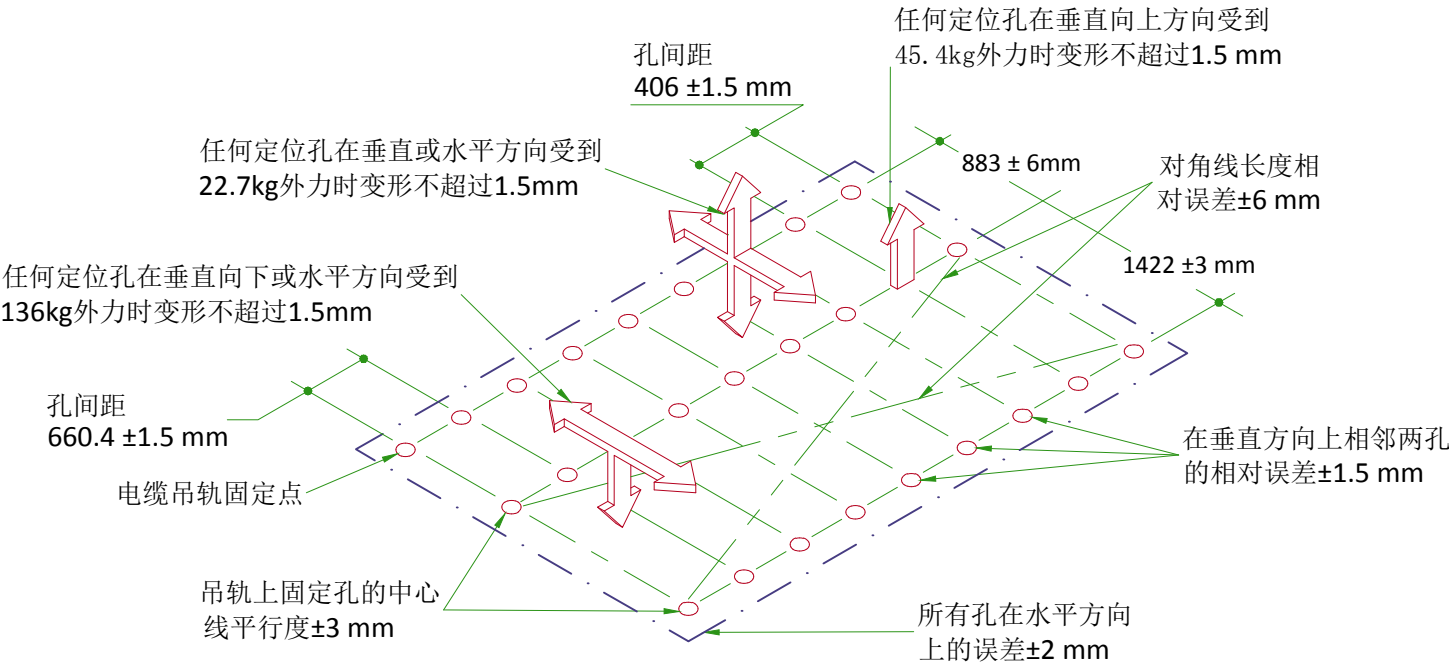 任何定位孔在垂直向上方向受到
45.4kg外力时变形不超过1.5 mm
孔间距
406 ±1.5 mm
任何定位孔在垂直或水平方向受到
22.7kg外力时变形不超过1.5mm
883 ± 6mm
对角线长度相
对误差±6 mm
1422 ±3 mm
任何定位孔在垂直向下或水平方向受到
136kg外力时变形不超过1.5mm
孔间距
660.4 ±1.5 mm
电缆吊轨固定点
在垂直方向上相邻两孔
的相对误差±1.5 mm
吊轨上固定孔的中心
线平行度±3 mm
所有孔在水平方向
上的误差±2 mm